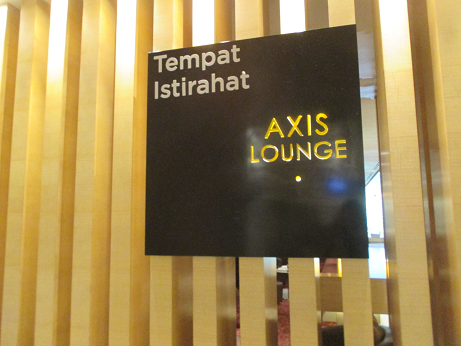 Tempat
Istirahat
AXIS
LOUNGE